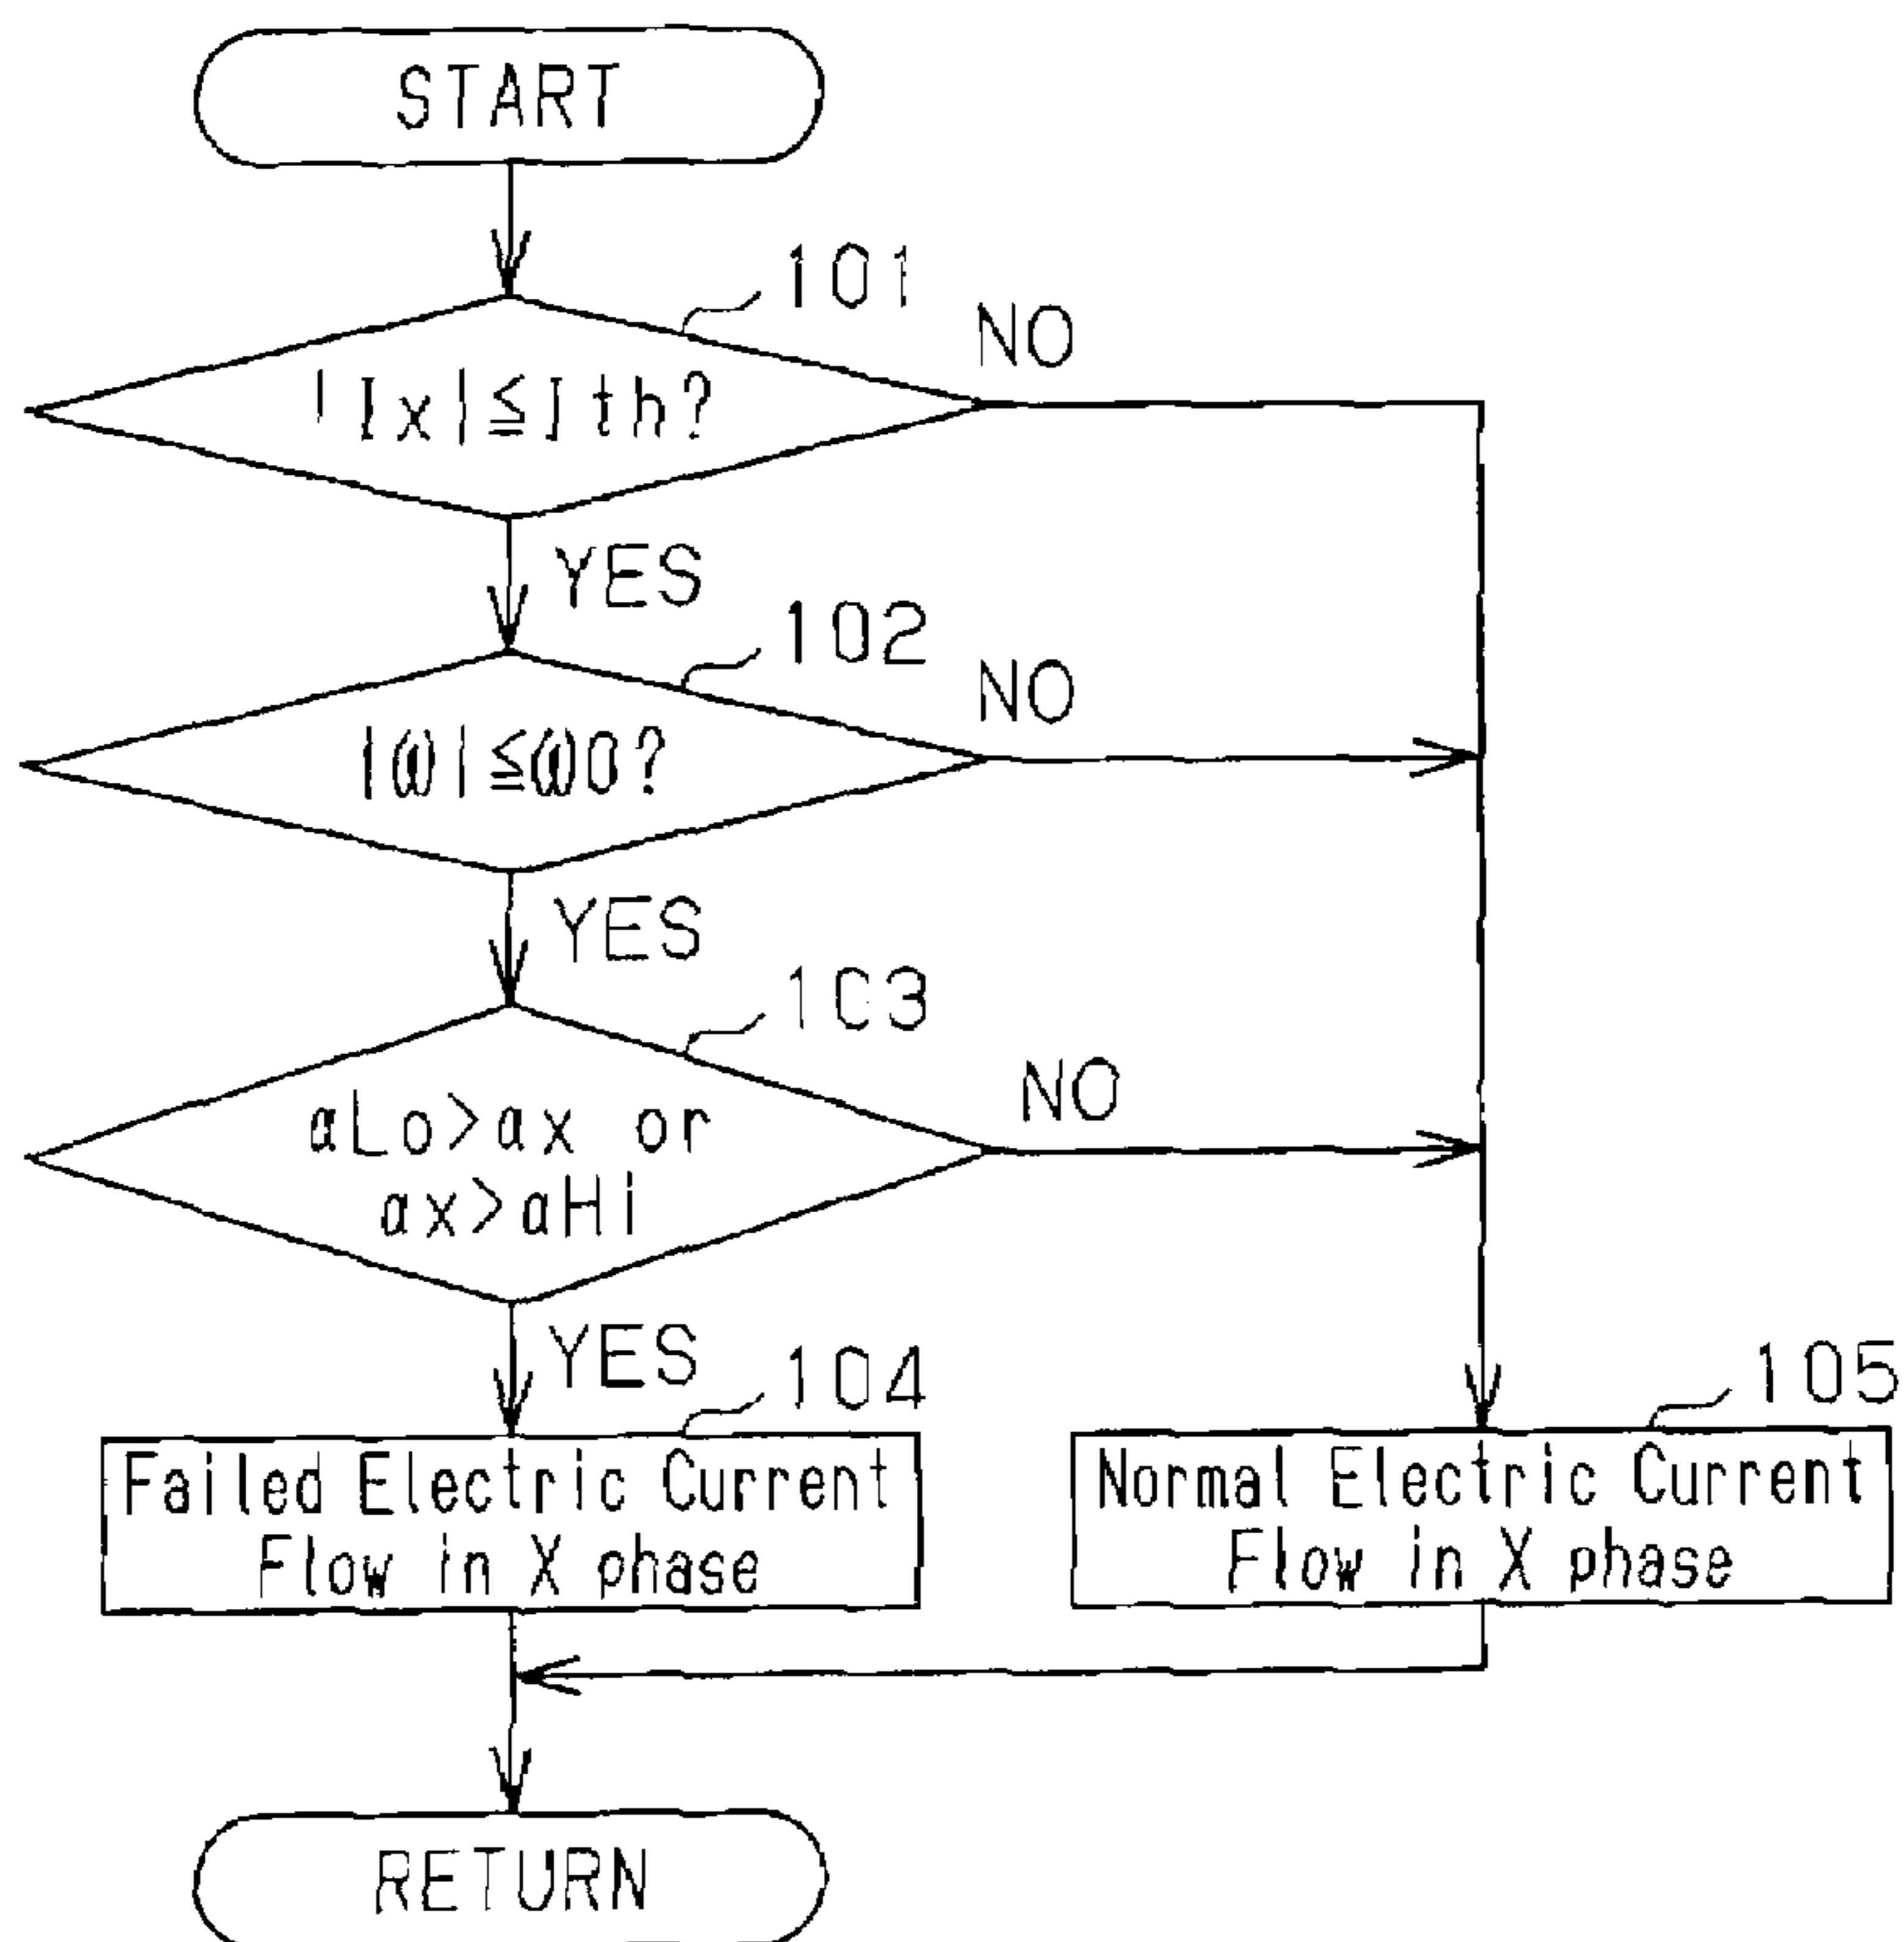 START
101
NO
|Ix|≦Ith?
YES
102
NO
|ω|≦ω0?
YES
103
NO
αLo>αx or
αx>αHi
YES
104
105
Failed Electric Current
Flow in X phase
Normal Electric Current
Flow in X phase
RETURN